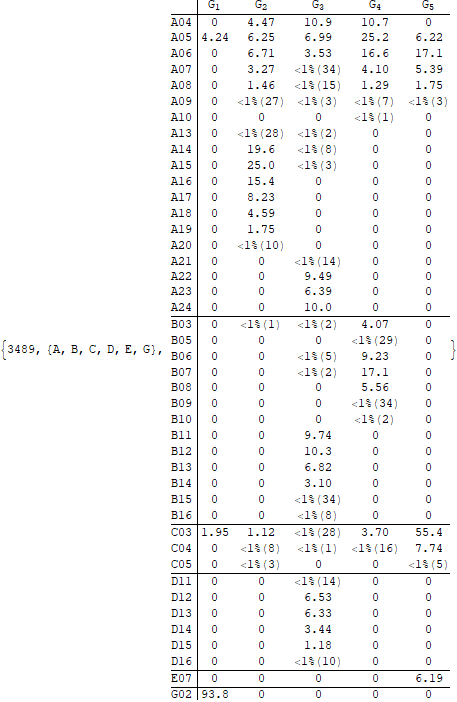 G1 G2 G3 G4 G5
A04 0 4.47 10.9 10.7 0
A05 4.24 6.25 6.99 25.2 6.22
A06 0 6.71 3.53 16.6 17.1
A07 0 3.27 <1%(34) 4.10 5.39
A08 0 1.46 <1%(15) 1.29 1.75
A09 0 <1%(27) <1%(3) <1%(7) <1%(3)
A10 0 0 0 <1%(1) 0
A13 0 <1%(28) <1%(2) 0 0
A14 0 19.6 <1%(8) 0 0
A15 0 25.0 <1%(3) 0 0
A16 0 15.4 0 0 0
A17 0 8.23 0 0 0
A18 0 4.59 0 0 0
A19 0 1.75 0 0 0
A20 0 <1%(10) 0 0 0
A21 0 0 <1%(14) 0 0
A22 0 0 9.49 0 0
A23 0 0 6.39 0 0
A24 0 0 10.0 0 0
B03 0 <1%(1) <1%(2) 4.07 0
B05 0 0 0 <1%(29) 0
{3489, {A, B, C, D, E, G}, B06 0 0 <1%(5) 9.23 0 }
B07 0 0 <1%(2) 17.1 0
B08 0 0 0 5.56 0
B09 0 0 0 <1%(34) 0
B10 0 0 0 <1%(2) 0
B11 0 0 9.74 0 0
B12 0 0 10.3 0 0
B13 0 0 6.82 0 0
B14 0 0 3.10 0 0
B15 0 0 <1%(34) 0 0
B16 0 0 <1%(8) 0 0
C03 1.95 1.12 <1%(28) 3.70 55.4
C04 0 <1%(8) <1%(1) <1%(16) 7.74
C05 0 <1%(3) 0 0 <1%(5)
D11 0 0 <1%(14) 0 0
D12 0 0 6.53 0 0
D13 0 0 6.33 0 0
D14 0 0 3.44 0 0
D15 0 0 1.18 0 0
D16 0 0 <1%(10) 0 0
E07 0 0 0 0 6.19
G02 93.8 0 0 0 0